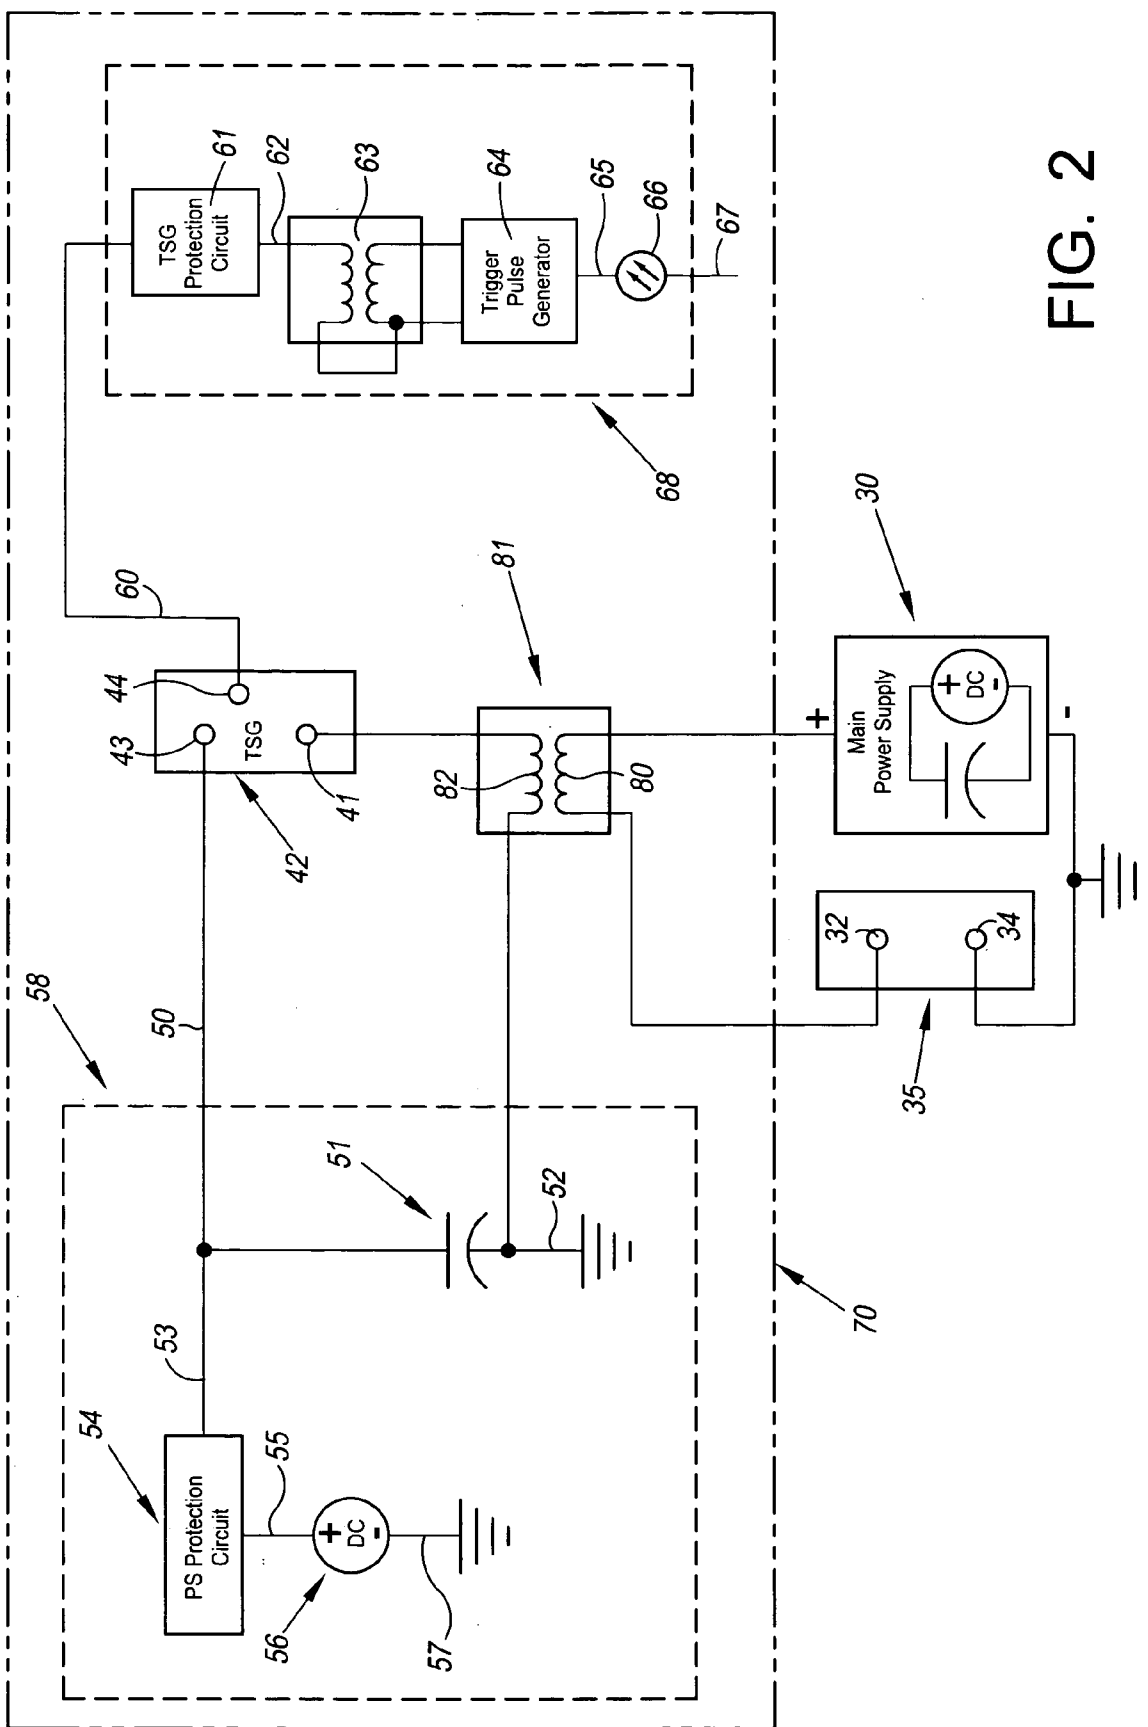 58
54
PS Protection
Circuit
53
55
56
+
DC
-
57
51
52
50
42
43
44
TSG
41
60
TSG
Protection
Circuit
61
62
63
Trigger
Pulse
Generator
64
65
66
67
68
81
82
80
70
35
32
34
30
+
Main
Power Supply
+
DC
-
-
FIG. 2